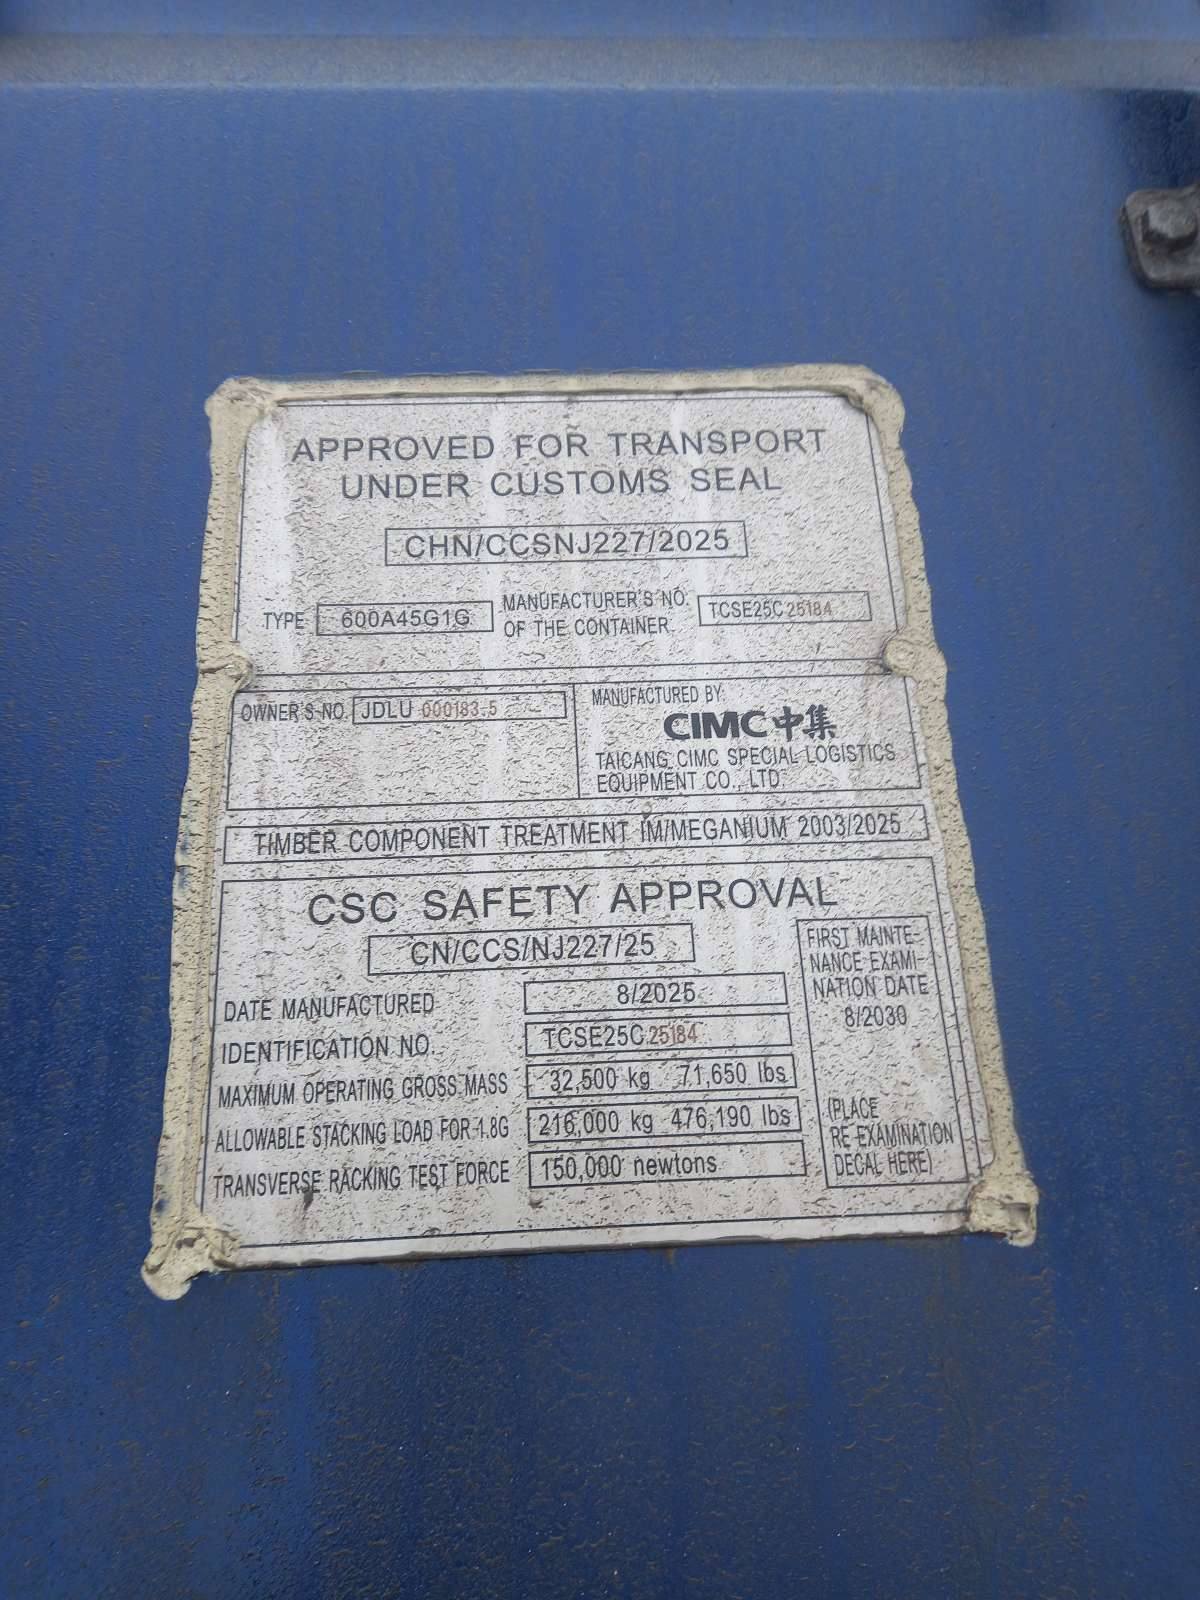 APPROVED FOR TRANSPORT
UNDER CUSTOMS SEAL
CHN/CCSNJ227/2025
TYPE 600A45G1G MANUFACTURER'S NO. OF THE CONTAINER TCSE25C 25184
OWNER'S NO. JDLU 000183.5
MANUFACTURED BY:
CIMC 中集
TAICANG CIMC SPECIAL LOGISTICS
EQUIPMENT CO., LTD
TIMBER COMPONENT TREATMENT IM/MEGANIUM 2003/2025
CSC SAFETY APPROVAL
CN/CCS/NJ227/25
DATE MANUFACTURED 8/2025
IDENTIFICATION NO. TCSE25C 25184
MAXIMUM OPERATING GROSS MASS 32,500 kg 71,650 lbs
ALLOWABLE STACKING LOAD FOR 1.8G 216,000 kg 476,190 lbs
TRANSVERSE RACKING TEST FORCE 150,000 newtons
FIRST MAINTE-
NANCE EXAMI-
NATION DATE
8/2030
(PLACE
RE-EXAMINATION
DECAL HERE)